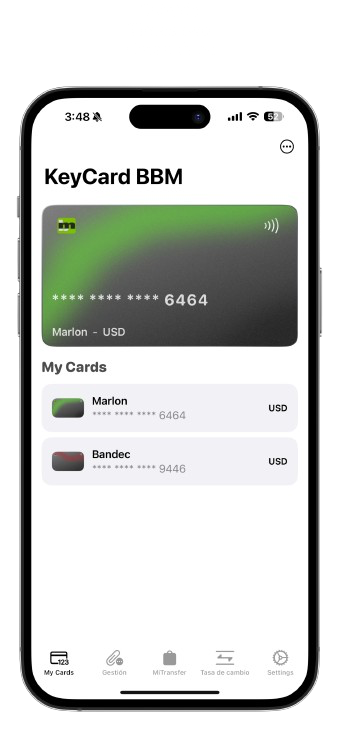 3:48
52
KeyCard BBM
**** **** **** 6464
Marlon - USD
My Cards
Marlon
**** **** **** 6464
USD
Bandec
**** **** **** 9446
USD
123
My Cards
Gestión
MiTransfer
Tasa de cambio
Settings